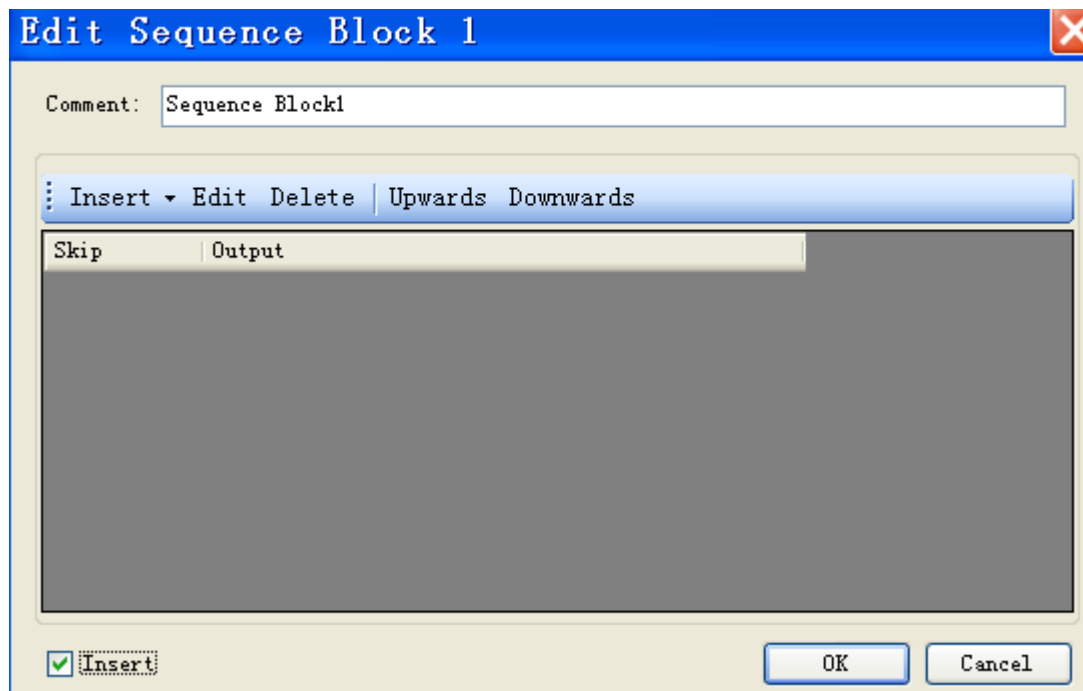 Edit Sequence Block 1
Comment: Sequence Block1
Insert Edit Delete Upwards Downwards
Skip Output
Insert OK Cancel